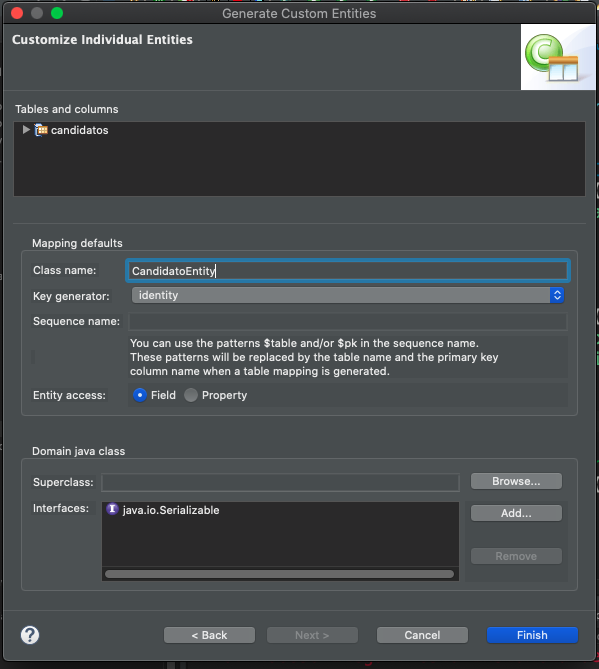 Generate Custom Entities
Customize Individual Entities
Tables and columns
candidatos
Mapping defaults
Class name:
CandidatoEntity
Key generator:
identity
Sequence name:
You can use the patterns $table and/or $pk in the sequence name.
These patterns will be replaced by the table name and the primary key
column name when a table mapping is generated.
Entity access:
Field
Property
Domain java class
Superclass:
Browse...
Interfaces:
I
java.io.Serializable
Add...
Remove
?
< Back
Next >
Cancel
Finish